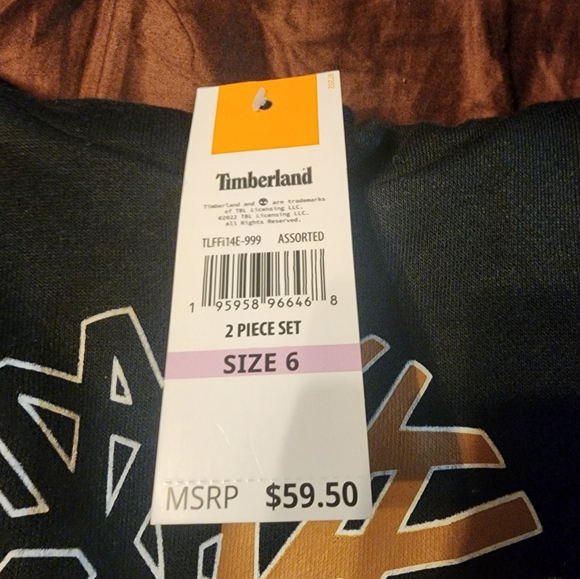 Timberland
Timberland and are trademarks
of TBL Licensing LLC.
©2022 TBL Licensing LLC.
All Rights Reserved.
TLFFi14E-999 ASSORTED
1 95958 96646 8
2 PIECE SET
SIZE 6
MSRP $59.50